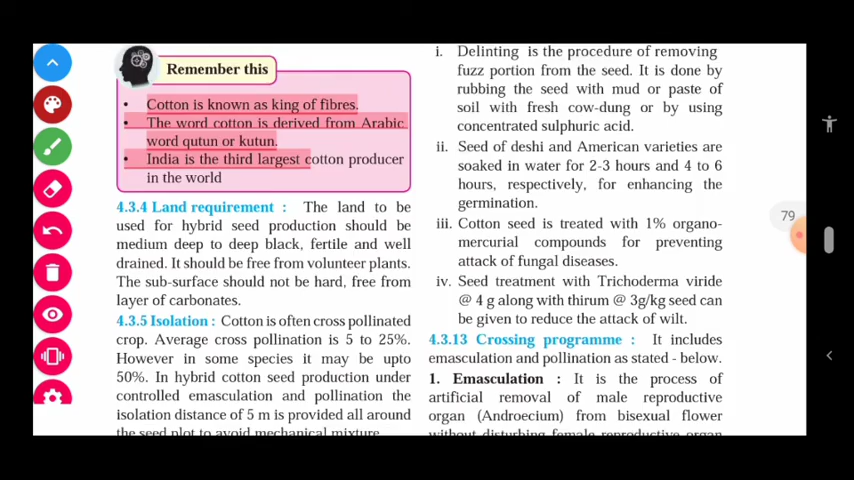 Remember this
• Cotton is known as king of fibres.
• The word cotton is derived from Arabic
word qutun or kutun.
• India is the third largest cotton producer
in the world
4.3.4 Land requirement : The land to be
used for hybrid seed production should be
medium deep to deep black, fertile and well
drained. It should be free from volunteer plants.
The sub-surface should not be hard, free from
layer of carbonates.
4.3.5 Isolation : Cotton is often cross pollinated
crop. Average cross pollination is 5 to 25%.
However in some species it may be upto
50%. In hybrid cotton seed production under
controlled emasculation and pollination the
isolation distance of 5 m is provided all around
the seed plot to avoid mechanical mixture
i. Delinting is the procedure of removing
fuzz portion from the seed. It is done by
rubbing the seed with mud or paste of
soil with fresh cow-dung or by using
concentrated sulphuric acid.
ii. Seed of deshi and American varieties are
soaked in water for 2-3 hours and 4 to 6
hours, respectively, for enhancing the
germination.
iii. Cotton seed is treated with 1% organo-
mercurial compounds for preventing
attack of fungal diseases.
iv. Seed treatment with Trichoderma viride
@ 4 g along with thirum @ 3g/kg seed can
be given to reduce the attack of wilt.
4.3.13 Crossing programme : It includes
emasculation and pollination as stated - below.
1. Emasculation : It is the process of
artificial removal of male reproductive
organ (Androecium) from bisexual flower
without disturbing female reproductive organ
79